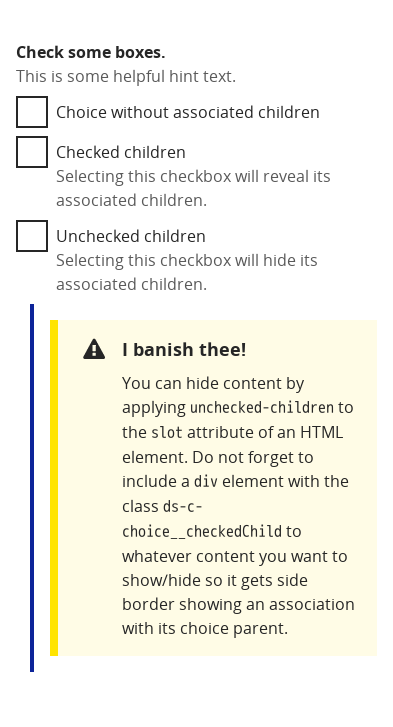 Check some boxes.
This is some helpful hint text.
Choice without associated children
Checked children
Selecting this checkbox will reveal its
associated children.
Unchecked children
Selecting this checkbox will hide its
associated children.
I banish thee!
You can hide content by
applying unchecked-children to
the slot attribute of an HTML
element. Do not forget to
include a div element with the
class ds-c-
choice__checkedChild to
whatever content you want to
show/hide so it gets side
border showing an association
with its choice parent.